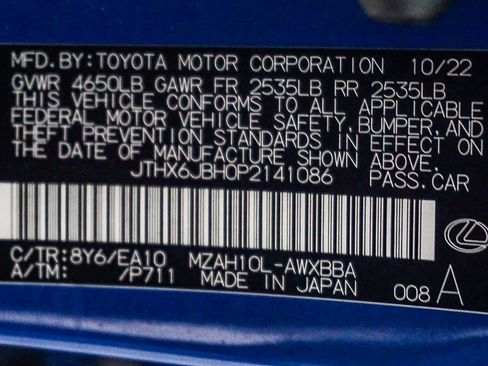 MFD. BY: TOYOTA MOTOR CORPORATION 10/22
GVWR 4650LB GAWR FR 2535LB RR 2535LB
THIS VEHICLE CONFORMS TO ALL APPLICABLE
FEDERAL MOTOR VEHICLE SAFETY, BUMPER, AND
THEFT PREVENTION STANDARDS IN EFFECT ON
THE DATE OF MANUFACTURE SHOWN ABOVE.
JTHX6JBH0P2141086 PASS. CAR
C/TR: 8Y6/EA10 MZAH10L-AWXBBA
A/TM: /P711 MADE IN JAPAN 008 A